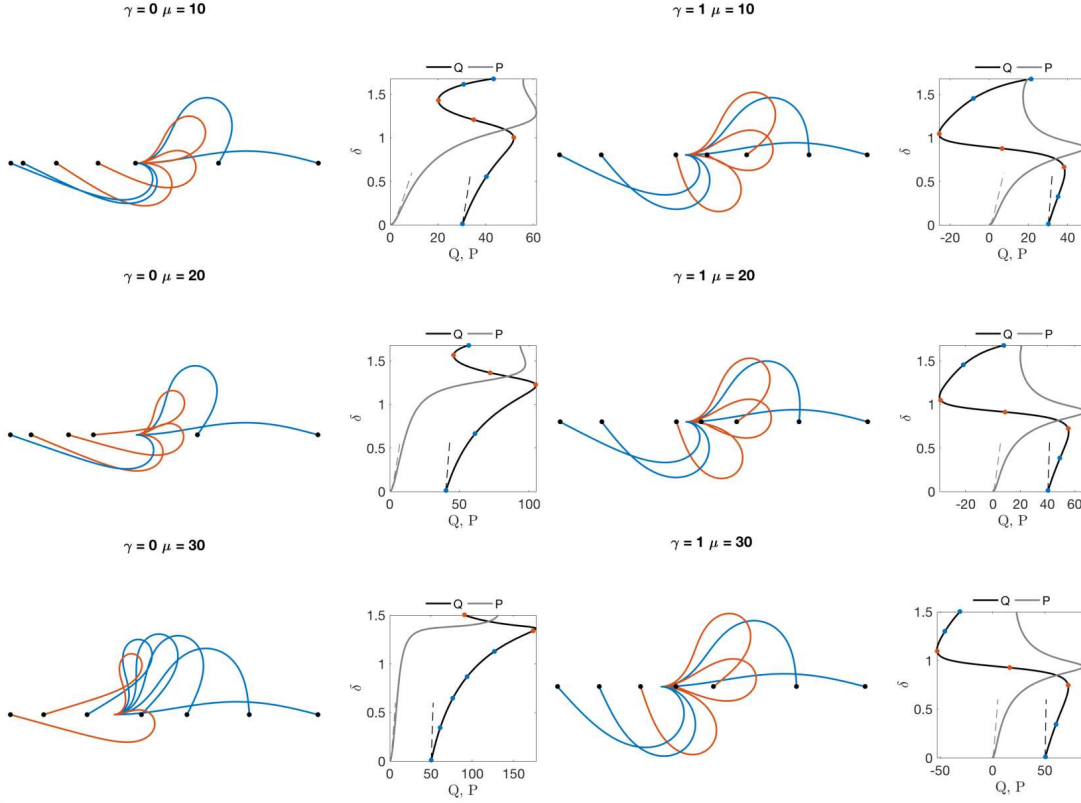 γ = 0 μ = 10
γ = 1 μ = 10
Q P
1.5
1
0.5
0
δ
0 20 40 60
Q, P
Q P
1.5
1
0.5
0
δ
-20 0 20 40
Q, P
γ = 0 μ = 20
γ = 1 μ = 20
Q P
1.5
1
0.5
0
δ
0 50 100
Q, P
Q P
1.5
1
0.5
0
δ
-20 0 20 40 60
Q, P
γ = 0 μ = 30
γ = 1 μ = 30
Q P
1.5
1
0.5
0
δ
0 50 100 150
Q, P
Q P
1.5
1
0.5
0
δ
-50 0 50
Q, P